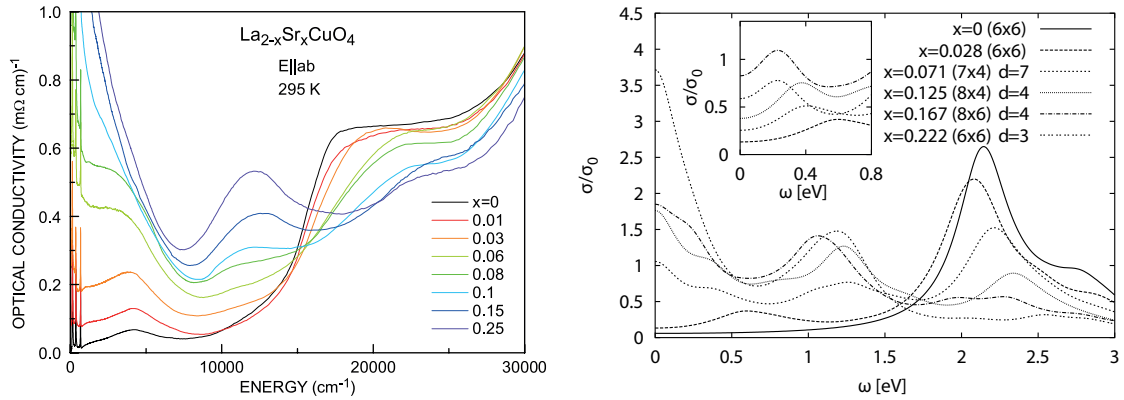 OPTICAL CONDUCTIVITY (mΩ cm)-1
1.0
0.8
0.6
0.4
0.2
0.0
La2-xSrxCuO4
E||ab
295 K
x=0
0.01
0.03
0.06
0.08
0.1
0.15
0.25
0
10000
20000
30000
ENERGY (cm-1)
σ/σ0
4.5
4
3.5
3
2.5
2
1.5
1
0.5
0
x=0 (6x6)
x=0.028 (6x6)
x=0.071 (7x4) d=7
x=0.125 (8x4) d=4
x=0.167 (8x6) d=4
x=0.222 (6x6) d=3
σ/σ0
1
0.5
0
0
0.4
0.8
ω [eV]
0
0.5
1
1.5
2
2.5
3
ω [eV]